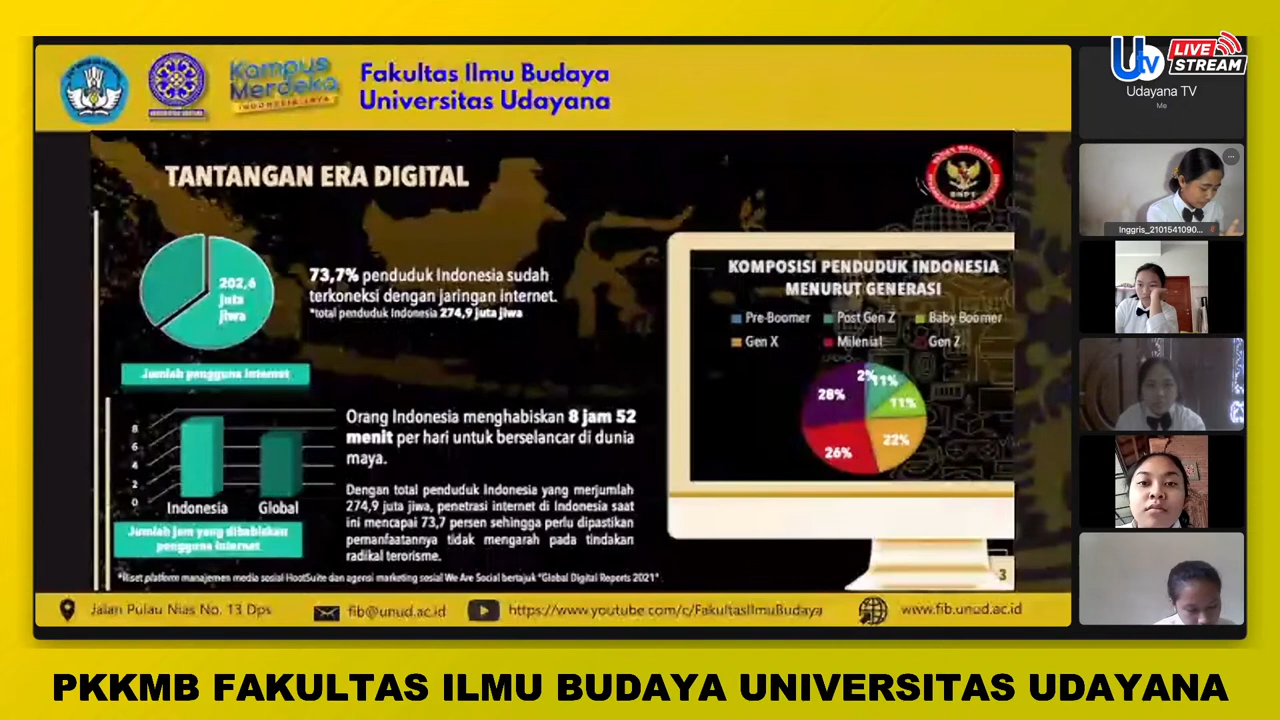 U tv LIVE STREAM
Udayana TV
Me
Kampus
Merdeka
INDONESIA JAYA
Fakultas Ilmu Budaya
Universitas Udayana
TANTANGAN ERA DIGITAL
BNPT
202,6
juta
jiwa
73,7% penduduk Indonesia sudah
terkoneksi dengan jaringan internet.
*total penduduk Indonesia 274,9 juta jiwa
Jumlah pengguna internet
KOMPOSISI PENDUDUK INDONESIA
MENURUT GENERASI
Pre-Boomer Post Gen Z Baby Boomer
Gen X Milenial Gen Z
2% 11%
28% 11%
22%
26%
8
6
4
2
0
Indonesia Global
Jumlah jam yang dihabiskan
pengguna internet
Orang Indonesia menghabiskan 8 jam 52
menit per hari untuk berselancar di dunia
maya.
Dengan total penduduk Indonesia yang merjumlah
274,9 juta jiwa, penetrasi internet di Indonesia saat
ini mencapai 73,7 persen sehingga perlu dipastikan
pemanfaatannya tidak mengarah pada tindakan
radikal terorisme.
*Riset platform manajemen media sosial HootSuite dan agensi marketing sosial We Are Social bertajuk "Global Digital Reports 2021".
3
Inggris_2101541090...
Jalan Pulau Nias No. 13 Dps fib@unud.ac.id https://www.youtube.com/c/FakultasIlmuBudaya www.fib.unud.ac.id
PKKMB FAKULTAS ILMU BUDAYA UNIVERSITAS UDAYANA